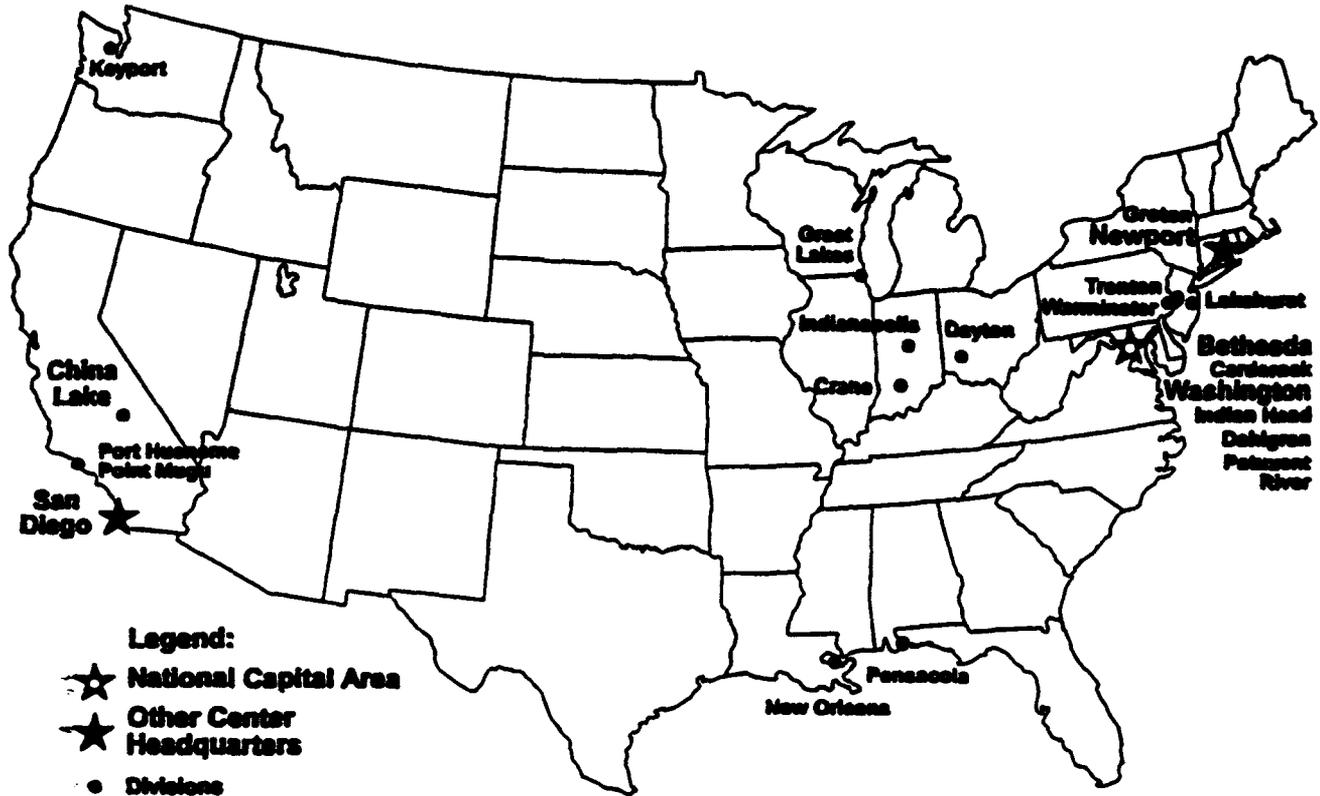 Keyport
Groton
Newport
Great
Lakes
Trenton
Warminster
Lakehurst
Indianapolis
Dayton
Bethesda
Carderock
China
Lake
Crane
Washington
Indian Head
Dahlgren
Port Hueneme
Point Mugu
Patuxent
River
San
Diego
Legend:
National Capital Area
Pensacola
New Orleans
Other Center
Headquarters
Divisions